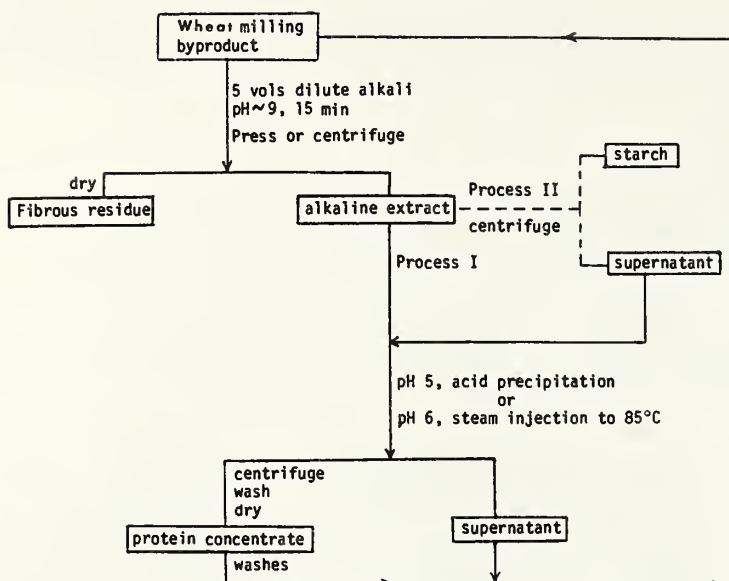 Wheat milling
byproduct
5 vols dilute alkali
pH~9, 15 min
Press or centrifuge
dry
Fibrous residue
alkaline extract
Process II
centrifuge
starch
supernatant
Process I
pH 5, acid precipitation
or
pH 6, steam injection to 85°C
centrifuge
wash
dry
protein concentrate
washes
supernatant